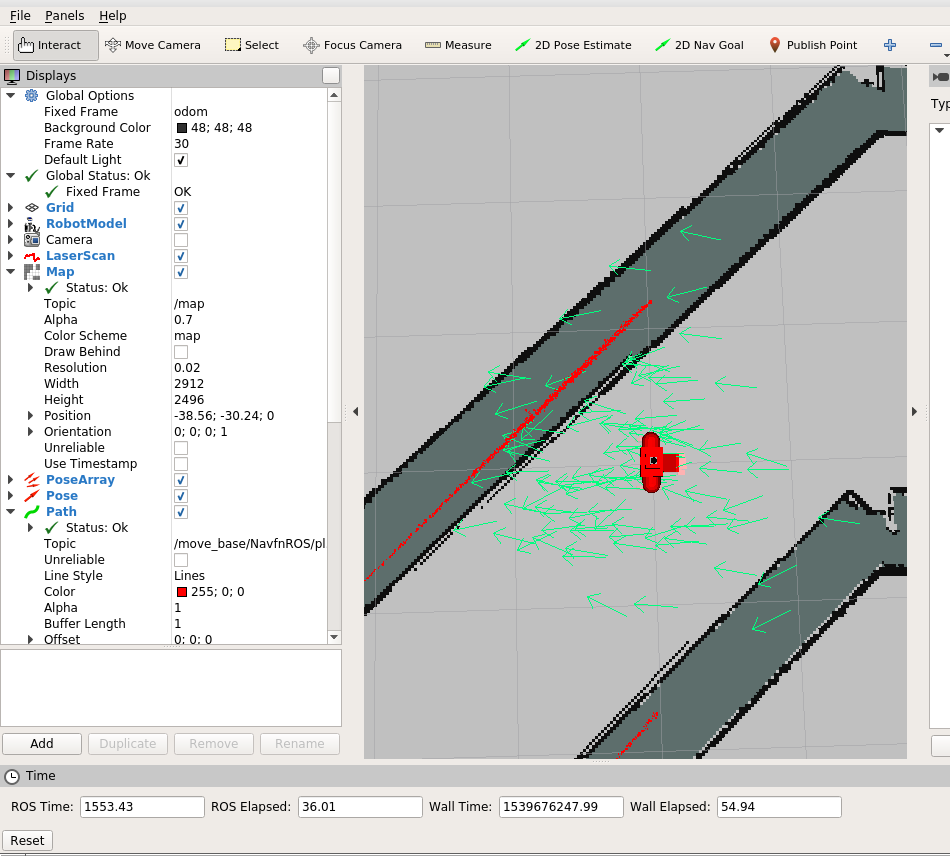 File Panels Help
Interact Move Camera Select Focus Camera Measure 2D Pose Estimate 2D Nav Goal Publish Point
Displays
Global Options
Fixed Frame odom
Background Color 48; 48; 48
Frame Rate 30
Default Light
Global Status: Ok
Fixed Frame OK
Grid
RobotModel
Camera
LaserScan
Map
Status: Ok
Topic /map
Alpha 0.7
Color Scheme map
Draw Behind
Resolution 0.02
Width 2912
Height 2496
Position -38.56; -30.24; 0
Orientation 0; 0; 0; 1
Unreliable
Use Timestamp
PoseArray
Pose
Path
Status: Ok
Topic /move_base/NavfnROS/pl
Unreliable
Line Style Lines
Color 255; 0; 0
Alpha 1
Buffer Length 1
Offset 0; 0; 0
Add Duplicate Remove Rename
Typ
Time
ROS Time: 1553.43 ROS Elapsed: 36.01 Wall Time: 1539676247.99 Wall Elapsed: 54.94
Reset